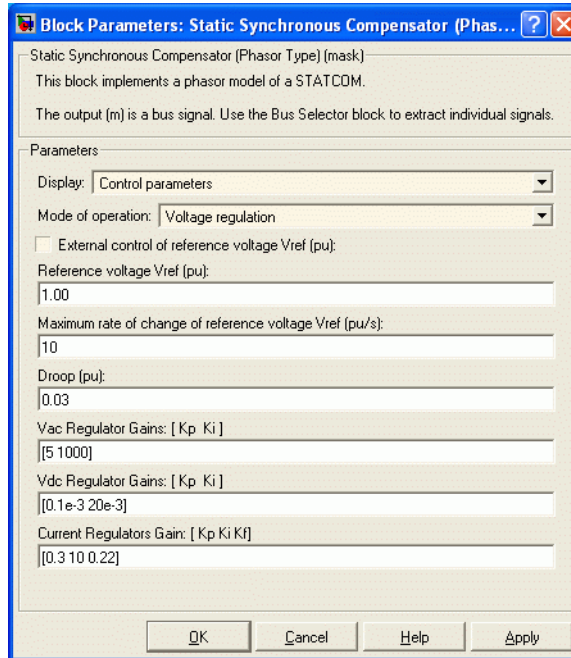 Block Parameters: Static Synchronous Compensator (Phas...
Static Synchronous Compensator (Phasor Type) (mask)
This block implements a phasor model of a STATCOM.
The output (m) is a bus signal. Use the Bus Selector block to extract individual signals.
Parameters
Display: Control parameters
Mode of operation: Voltage regulation
External control of reference voltage Vref (pu):
Reference voltage Vref (pu):
1.00
Maximum rate of change of reference voltage Vref (pu/s):
10
Droop (pu):
0.03
Vac Regulator Gains: [ Kp Ki ]
[5 1000]
Vdc Regulator Gains: [ Kp Ki ]
[0.1e-3 20e-3]
Current Regulators Gain: [ Kp Ki Kf]
[0.3 10 0.22]
OK Cancel Help Apply